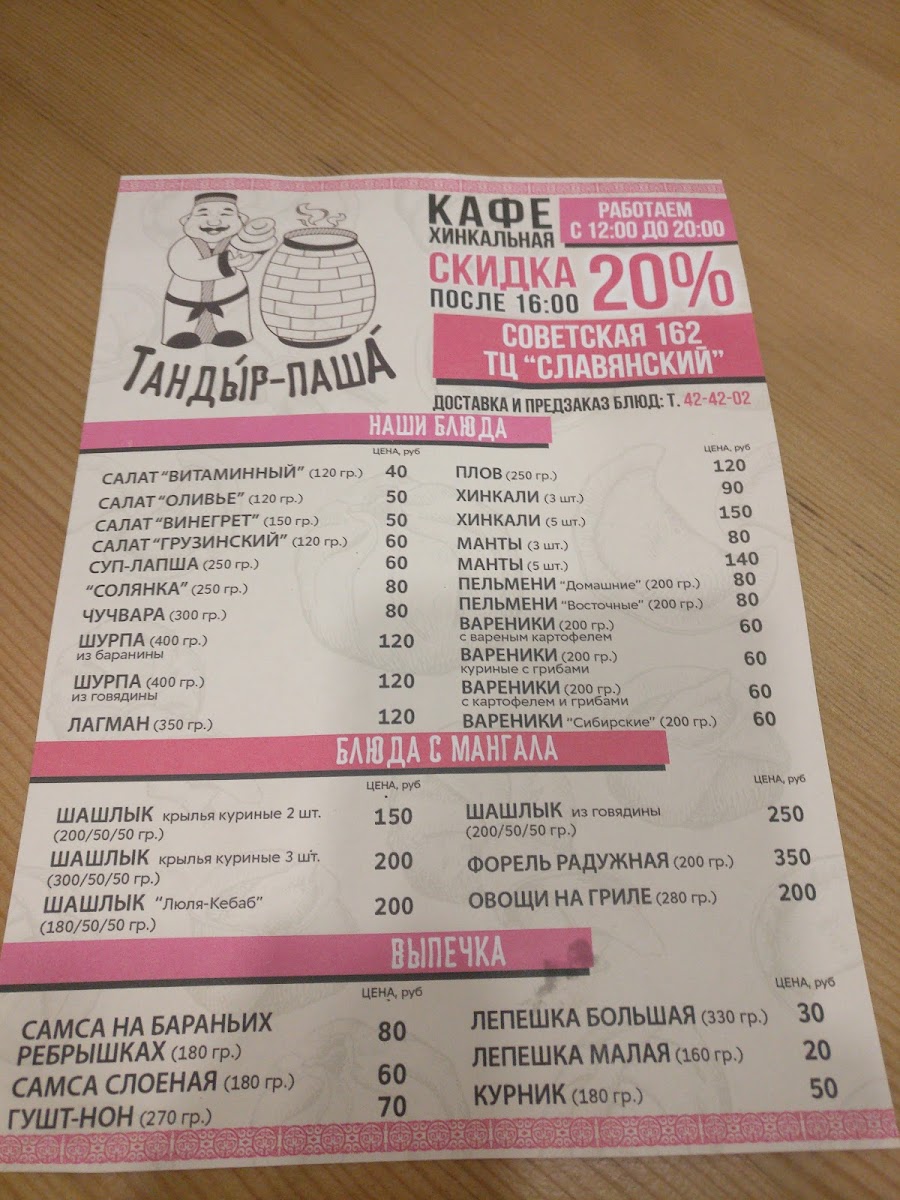 КАФЕ
ХИНКАЛЬНАЯ
РАБОТАЕМ
С 12:00 ДО 20:00
СКИДКА 20%
ПОСЛЕ 16:00
СОВЕТСКАЯ 162
ТЦ “СЛАВЯНСКИЙ”
ТАНДЫ́Р-ПАША́
ДОСТАВКА И ПРЕДЗАКАЗ БЛЮД: Т. 42-42-02
НАШИ БЛЮДА
ЦЕНА, руб
САЛАТ “ВИТАМИННЫЙ” (120 гр.) 40
САЛАТ “ОЛИВЬЕ” (120 гр.) 50
САЛАТ “ВИНЕГРЕТ” (150 гр.) 50
САЛАТ “ГРУЗИНСКИЙ” (120 гр.) 60
СУП-ЛАПША (250 гр.) 60
“СОЛЯНКА” (250 гр.) 80
ЧУЧВАРА (300 гр.) 80
ШУРПА (400 гр.) 120
из баранины
ШУРПА (400 гр.) 120
из говядины
ЛАГМАН (350 гр.) 120
ЦЕНА, руб
ПЛОВ (250 гр.) 120
ХИНКАЛИ (3 шт.) 90
ХИНКАЛИ (5 шт.) 150
МАНТЫ (3 шт.) 80
МАНТЫ (5 шт.) 140
ПЕЛЬМЕНИ “Домашние” (200 гр.) 80
ПЕЛЬМЕНИ “Восточные” (200 гр.) 80
ВАРЕНИКИ (200 гр.) 60
с вареным картофелем
ВАРЕНИКИ (200 гр.) 60
куриные с грибами
ВАРЕНИКИ (200 гр.) 60
с картофелем и грибами
ВАРЕНИКИ “Сибирские” (200 гр.) 60
БЛЮДА С МАНГАЛА
ЦЕНА, руб
ШАШЛЫК крылья куриные 2 шт. 150
(200/50/50 гр.)
ШАШЛЫК крылья куриные 3 шт. 200
(300/50/50 гр.)
ШАШЛЫК “Люля-Кебаб” 200
(180/50/50 гр.)
ЦЕНА, руб
ШАШЛЫК из говядины 250
(200/50/50 гр.)
ФОРЕЛЬ РАДУЖНАЯ (200 гр.) 350
ОВОЩИ НА ГРИЛЕ (280 гр.) 200
ВЫПЕЧКА
ЦЕНА, руб
САМСА НА БАРАНЬИХ 80
РЕБРЫШКАХ (180 гр.)
САМСА СЛОЕНАЯ (180 гр.) 60
ГУШТ-НОН (270 гр.) 70
ЦЕНА, руб
ЛЕПЕШКА БОЛЬШАЯ (330 гр.) 30
ЛЕПЕШКА МАЛАЯ (160 гр.) 20
КУРНИК (180 гр.) 50